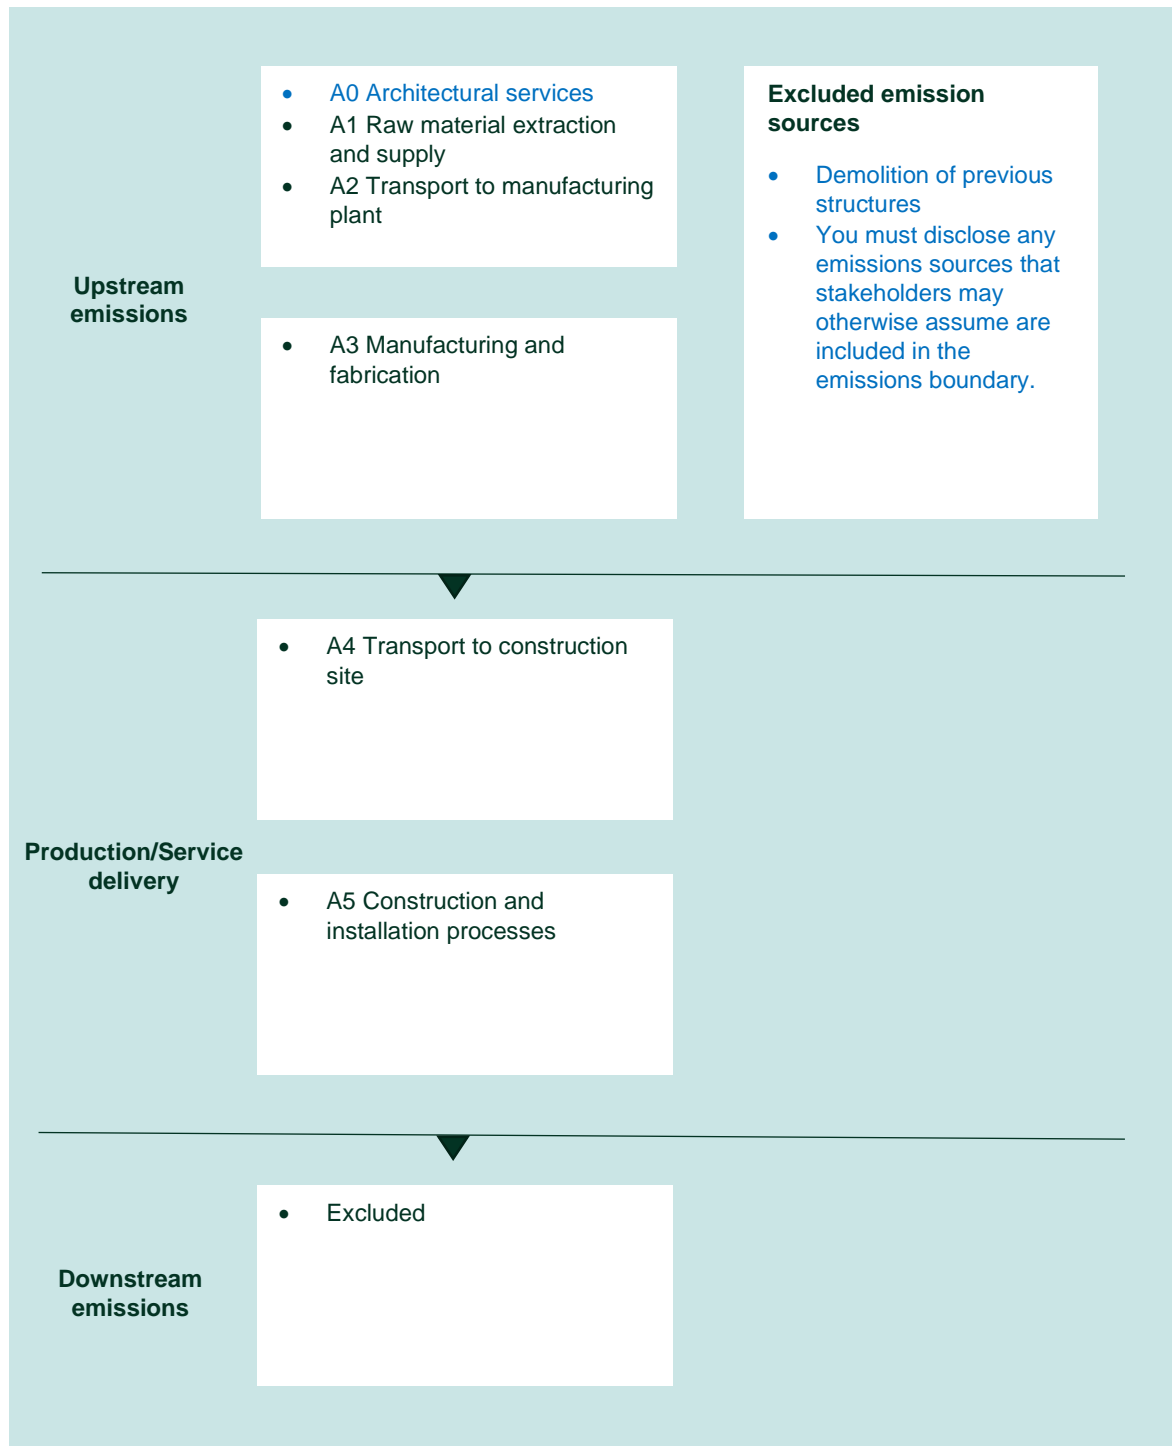 Upstream
emissions
• A0 Architectural services
• A1 Raw material extraction
and supply
• A2 Transport to manufacturing
plant
• A3 Manufacturing and
fabrication
Excluded emission
sources
• Demolition of previous
structures
• You must disclose any
emissions sources that
stakeholders may
otherwise assume are
included in the
emissions boundary.
Production/Service
delivery
• A4 Transport to construction
site
• A5 Construction and
installation processes
Downstream
emissions
• Excluded